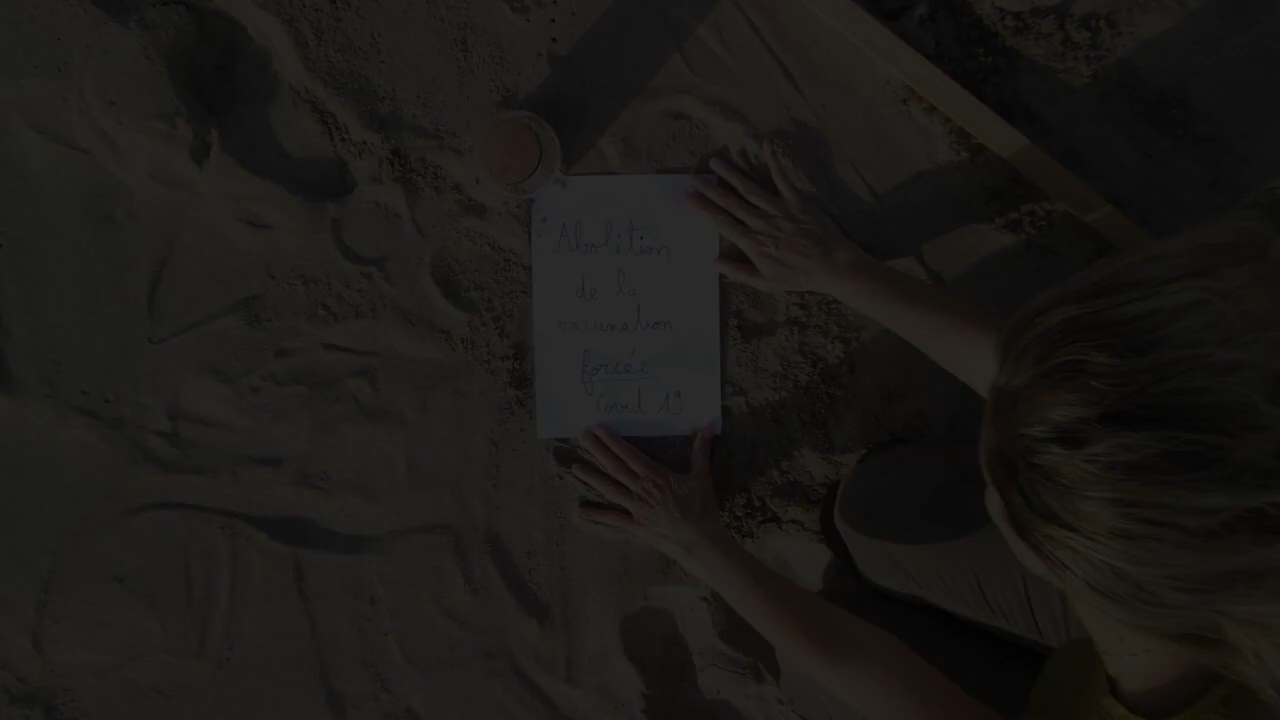 Abolition
de la
vaccination
forcée
Covid 19